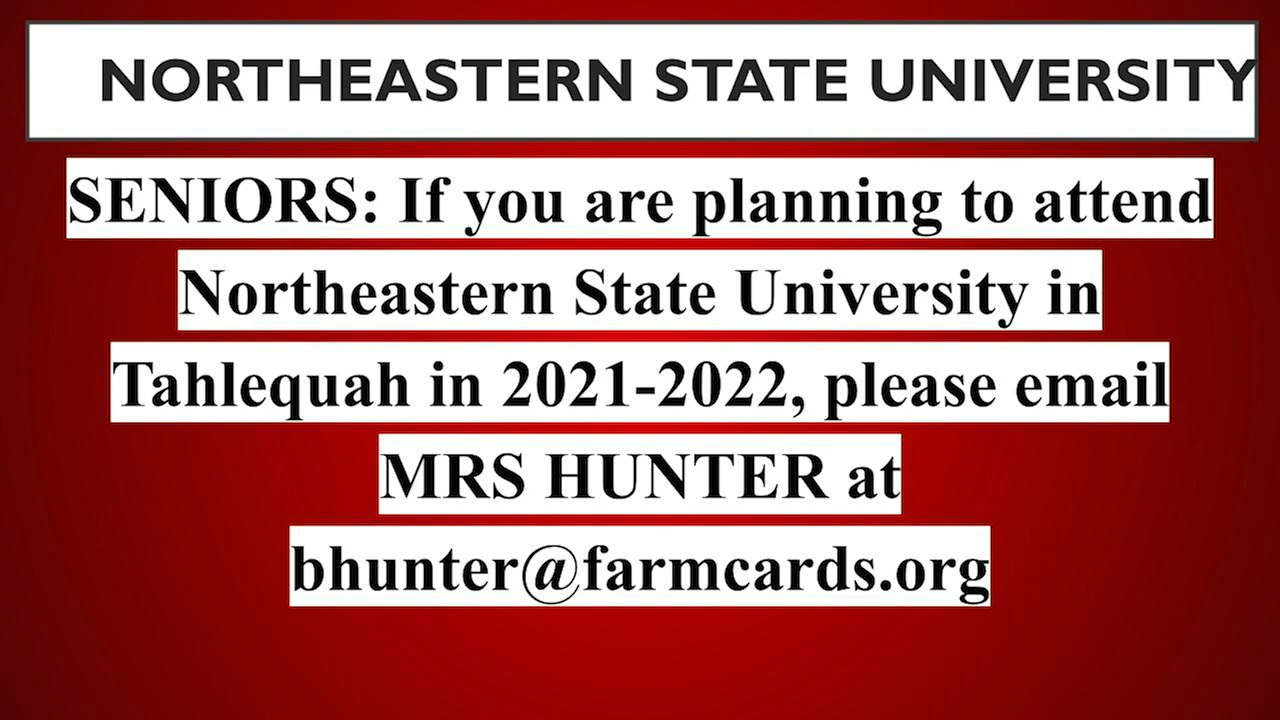 NORTHEASTERN STATE UNIVERSITY
SENIORS: If you are planning to attend
Northeastern State University in
Tahlequah in 2021-2022, please email
MRS HUNTER at
bhunter@farmcards.org